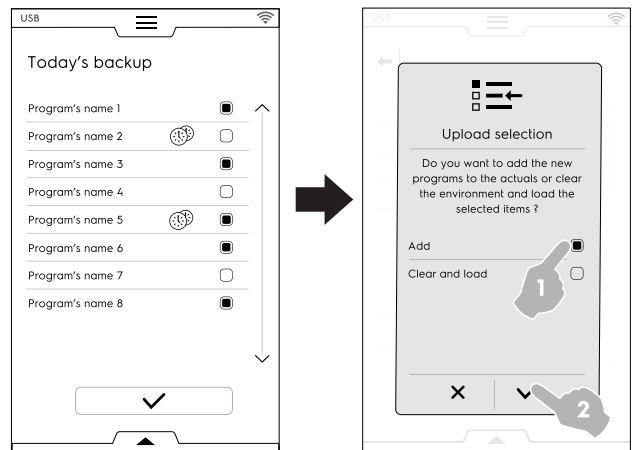 USB
Today's backup
Program's name 1
Program's name 2
Program's name 3
Program's name 4
Program's name 5
Program's name 6
Program's name 7
Program's name 8
USB
Upload selection
Do you want to add the new
programs to the actuals or clear
the environment and load the
selected items ?
Add
1
Clear and load
2